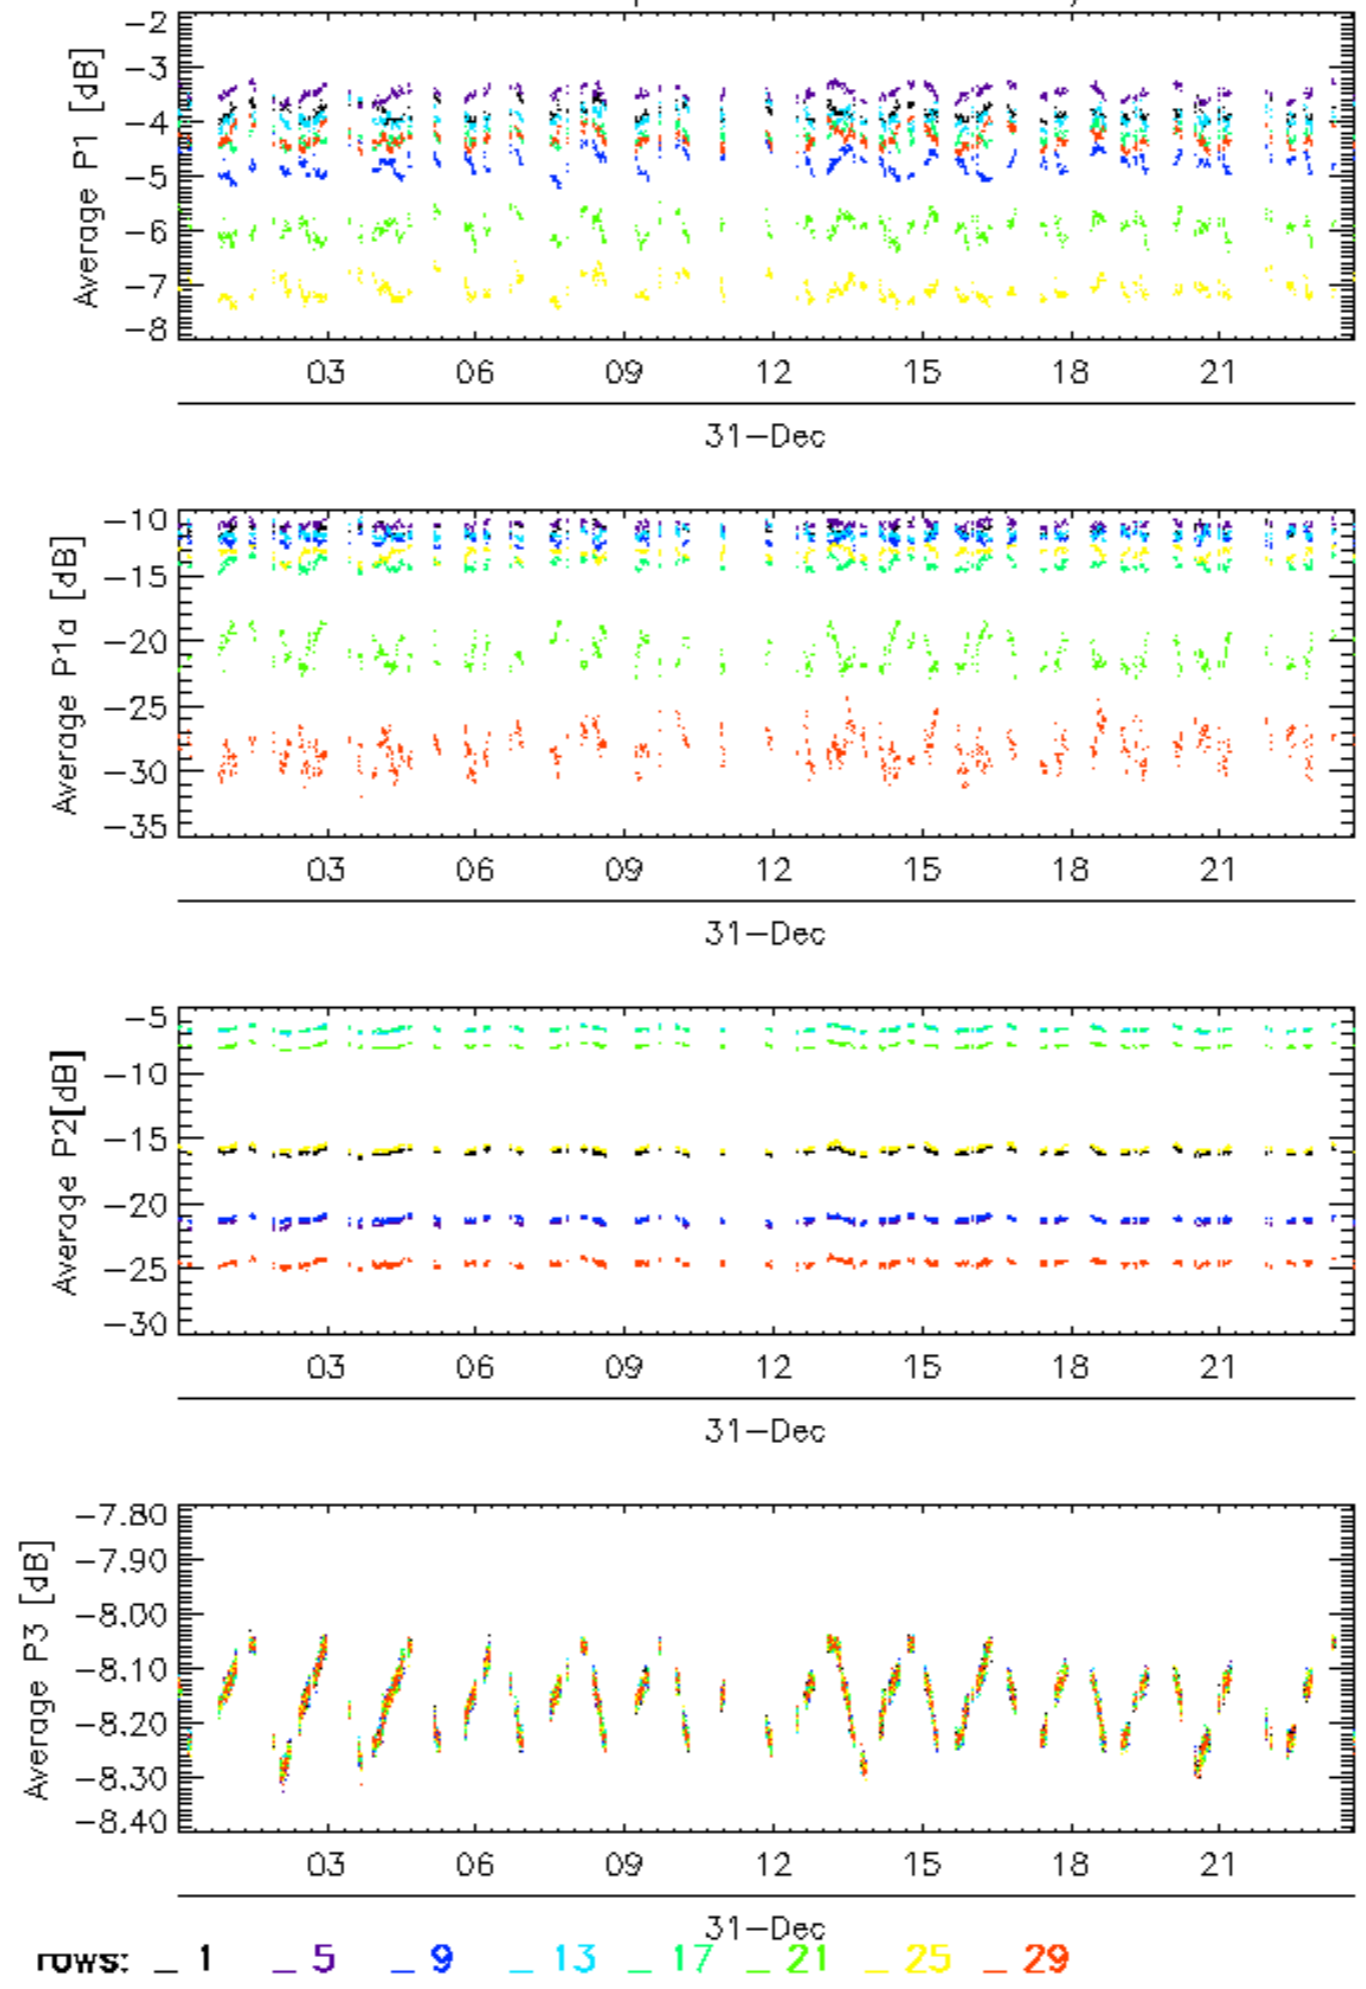 -2
-3
-4
-5
-6
-7
-8
Average P1 [dB]
03 06 09 12 15 18 21
31-Dec
-10
-15
-20
-25
-30
-35
Average P1a [dB]
03 06 09 12 15 18 21
31-Dec
-5
-10
-15
-20
-25
-30
Average P2[dB]
03 06 09 12 15 18 21
31-Dec
-7.80
-7.90
-8.00
-8.10
-8.20
-8.30
-8.40
Average P3 [dB]
03 06 09 12 15 18 21
31-Dec
rows: _ 1 _ 5 _ 9 _ 13 _ 17 _ 21 _ 25 _ 29